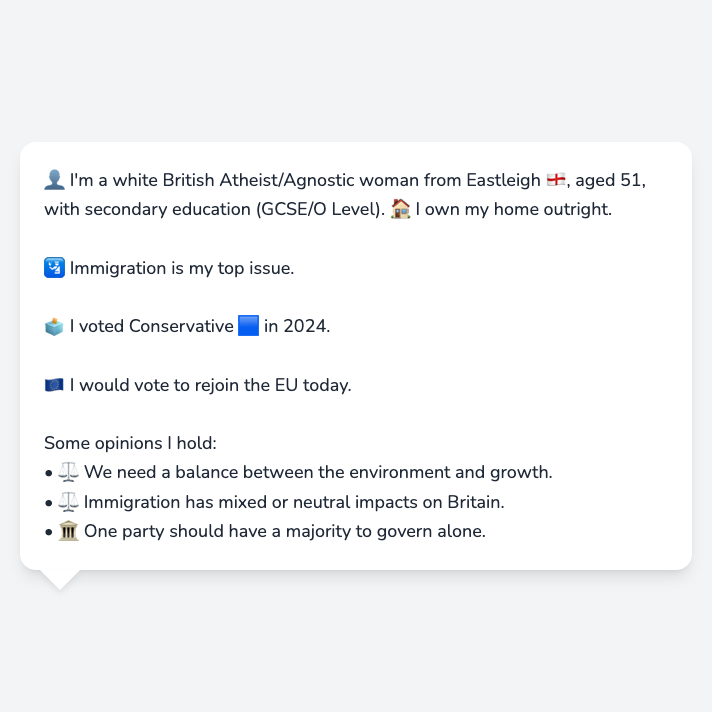 👤 I'm a white British Atheist/Agnostic woman from Eastleigh 🏴󠁧󠁢󠁥󠁮󠁧󠁿, aged 51,
with secondary education (GCSE/O Level). 🏠 I own my home outright.
🛂 Immigration is my top issue.
🗳️ I voted Conservative 🟦 in 2024.
🇪🇺 I would vote to rejoin the EU today.
Some opinions I hold:
• ⚖️ We need a balance between the environment and growth.
• ⚖️ Immigration has mixed or neutral impacts on Britain.
• 🏛️ One party should have a majority to govern alone.